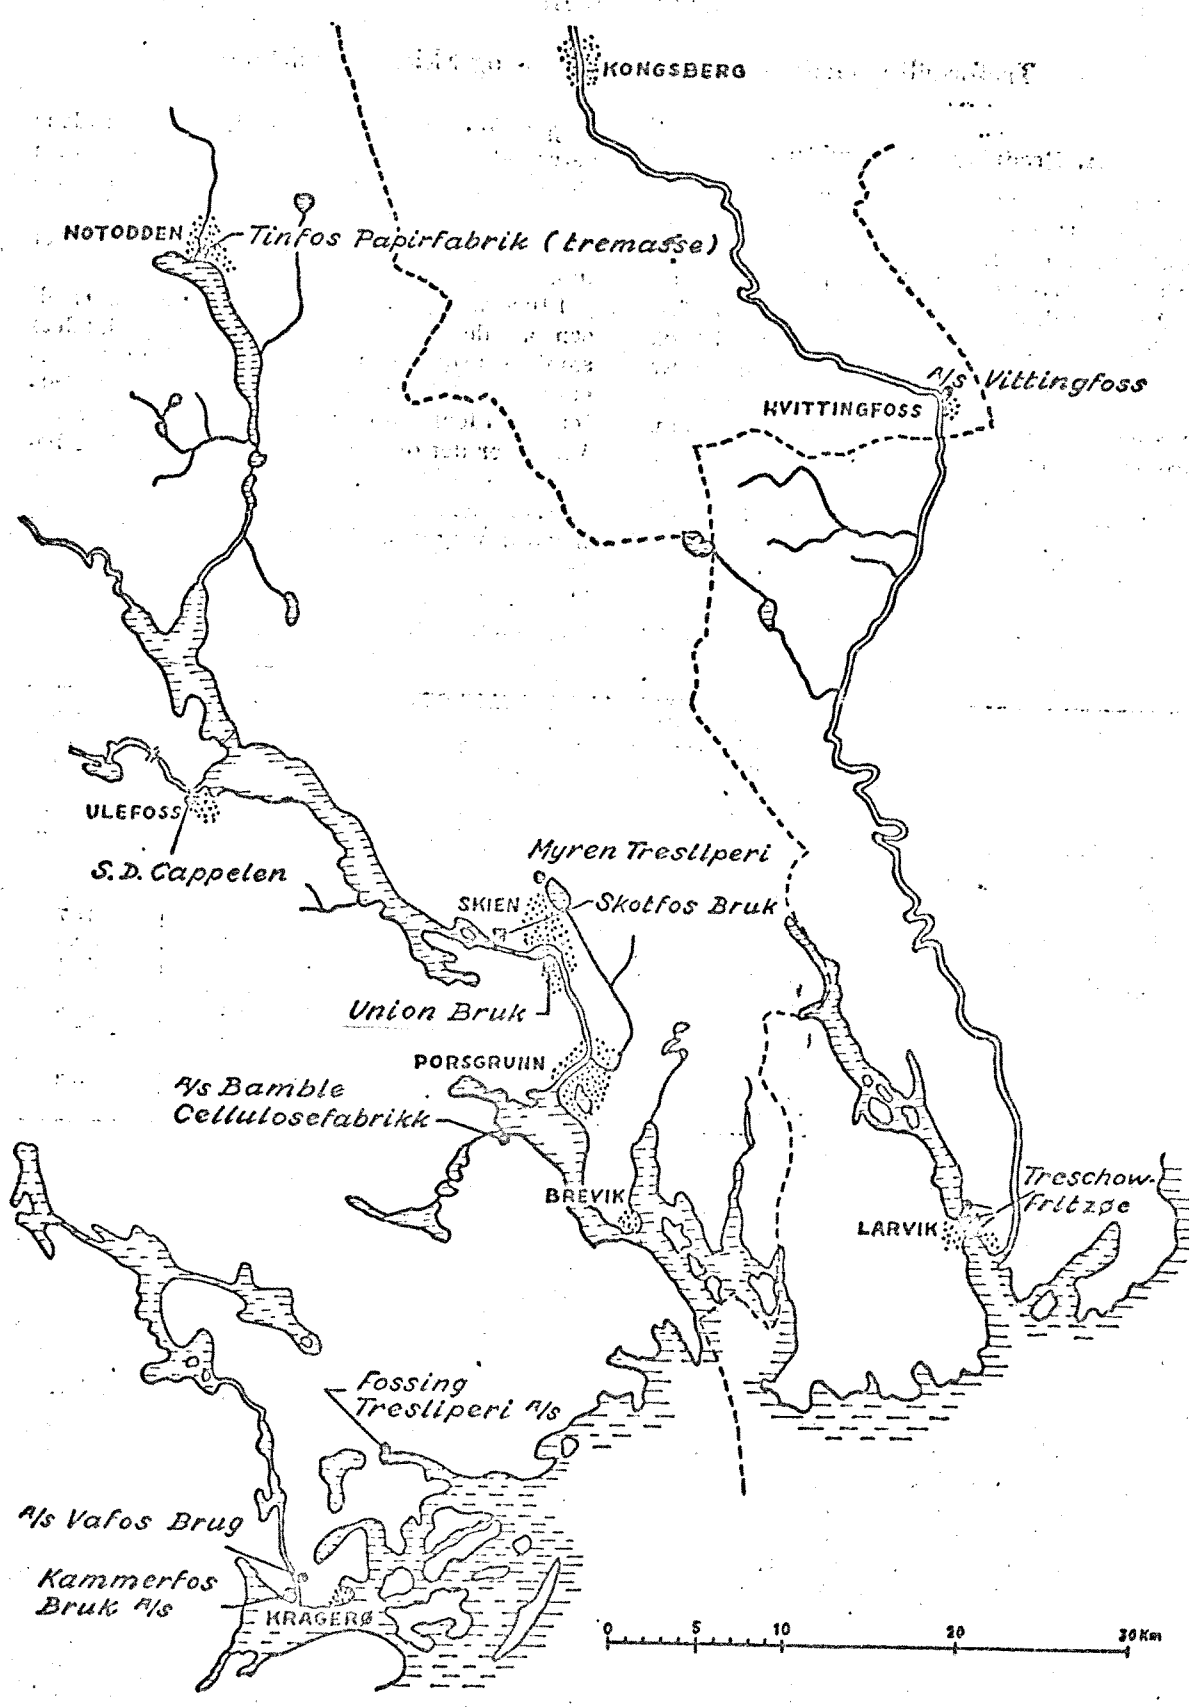 KONGSBERG
NOTODDEN
Tinfos Papirfabrik (tremasse)
A/s Vittingfoss
HVITTINGFOSS
ULEFOSS
S.D. Cappelen
Myren Tresliperi
SKIEN
Skotfos Bruk
Union Bruk
PORSGRUNN
A/s Bamble
Cellulosefabrikk
BREVIK
Treschow-
Fritzøe
LARVIK
Fossing
Tresliperi A/s
A/s Vafos Brug
Kammerfos
Bruk A/s
KRAGERØ
0 5 10 20 30 Km